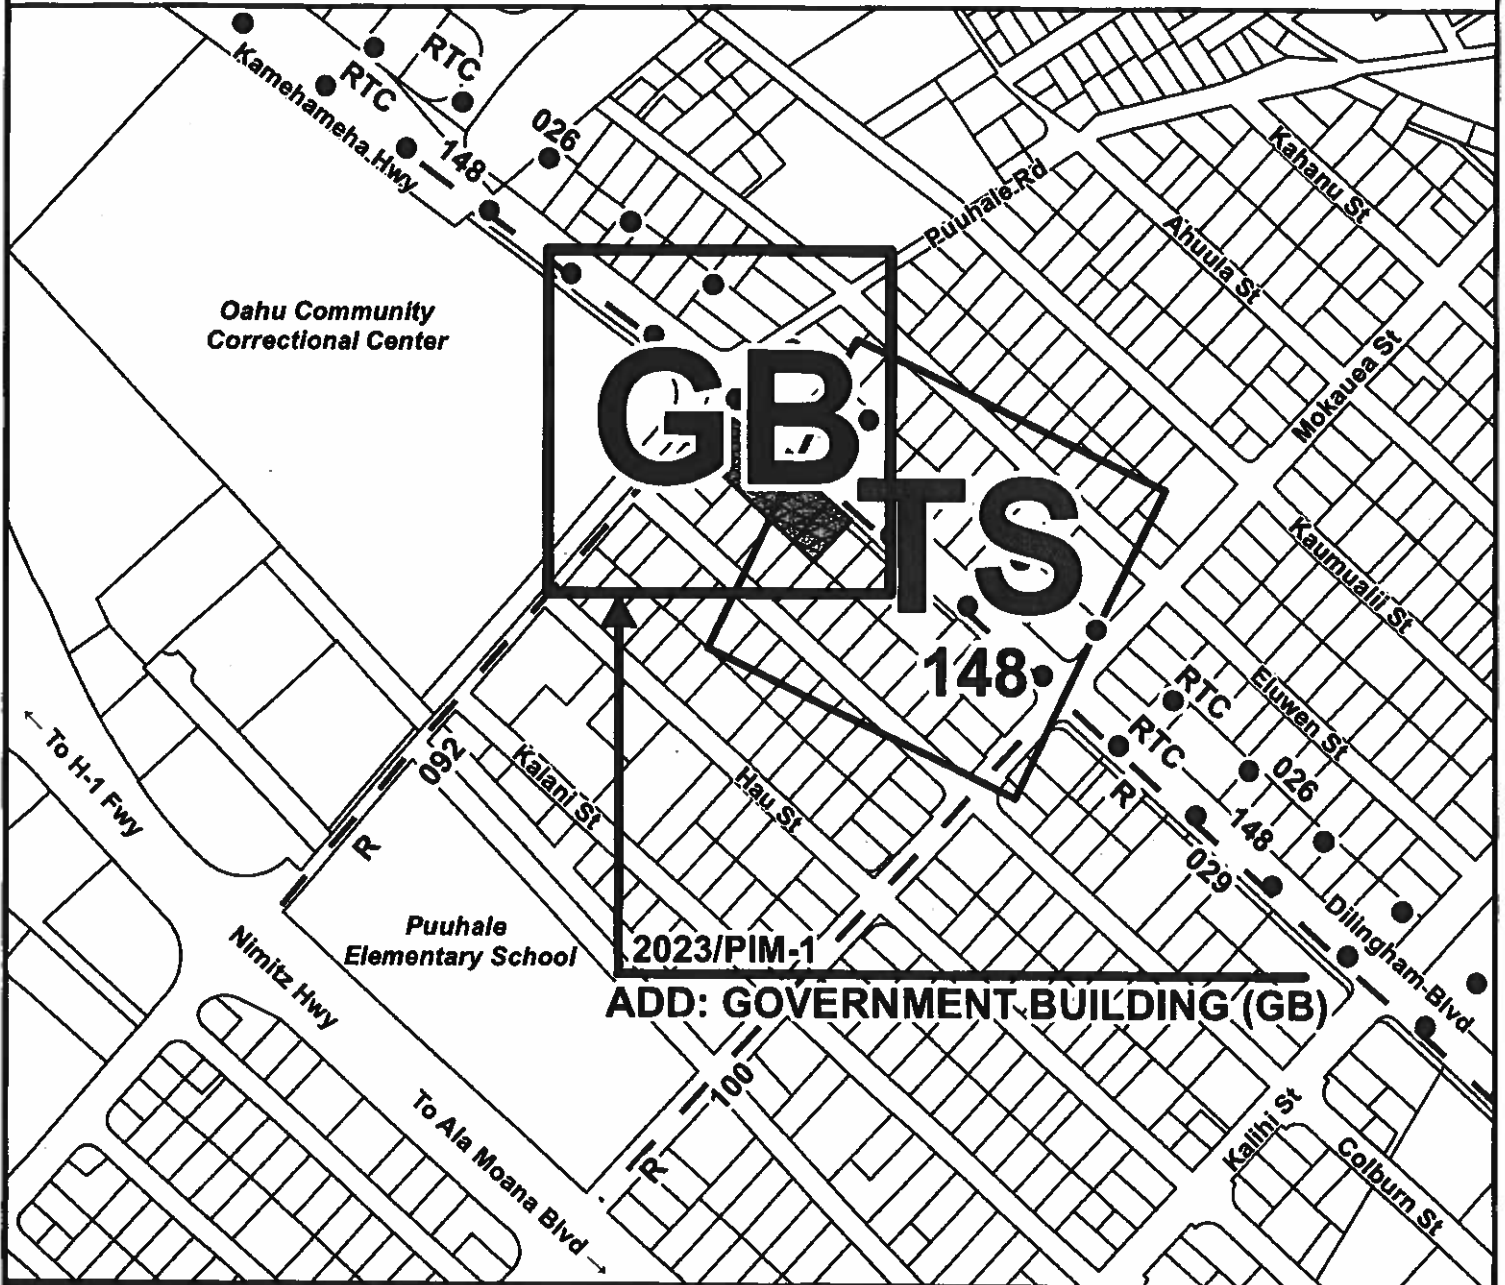 RTC
RTC
Kamehameha Hwy
148
026
Kahanu St
Puuhale Rd
Ahuula St
Oahu Community
Correctional Center
Mokauea St
GB
TS
148
Kaumualii St
RTC
Eluwen St
RTC
026
R
148
029
Dilingham Blvd
To H-1 Fwy
092
Kalani St
Hau St
R
Puuhale
Elementary School
Nimitz Hwy
2023/PIM-1
ADD: GOVERNMENT BUILDING (GB)
100
R
To Ala Moana Blvd
Kalihi St
Colburn St